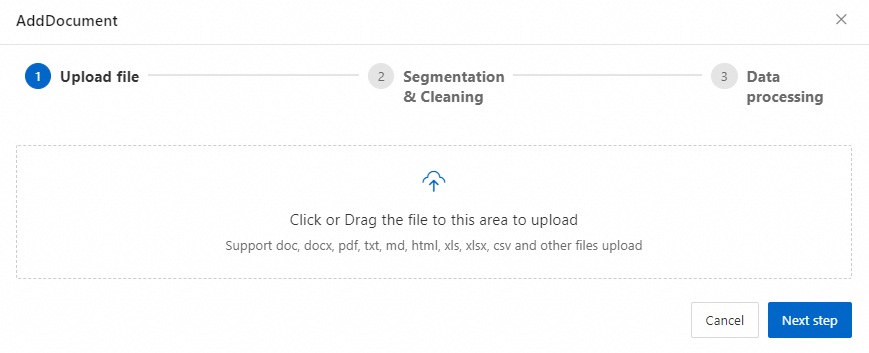 AddDocument
1 Upload file
2 Segmentation
& Cleaning
3 Data
processing
Click or Drag the file to this area to upload
Support doc, docx, pdf, txt, md, html, xls, xlsx, csv and other files upload
Cancel
Next step